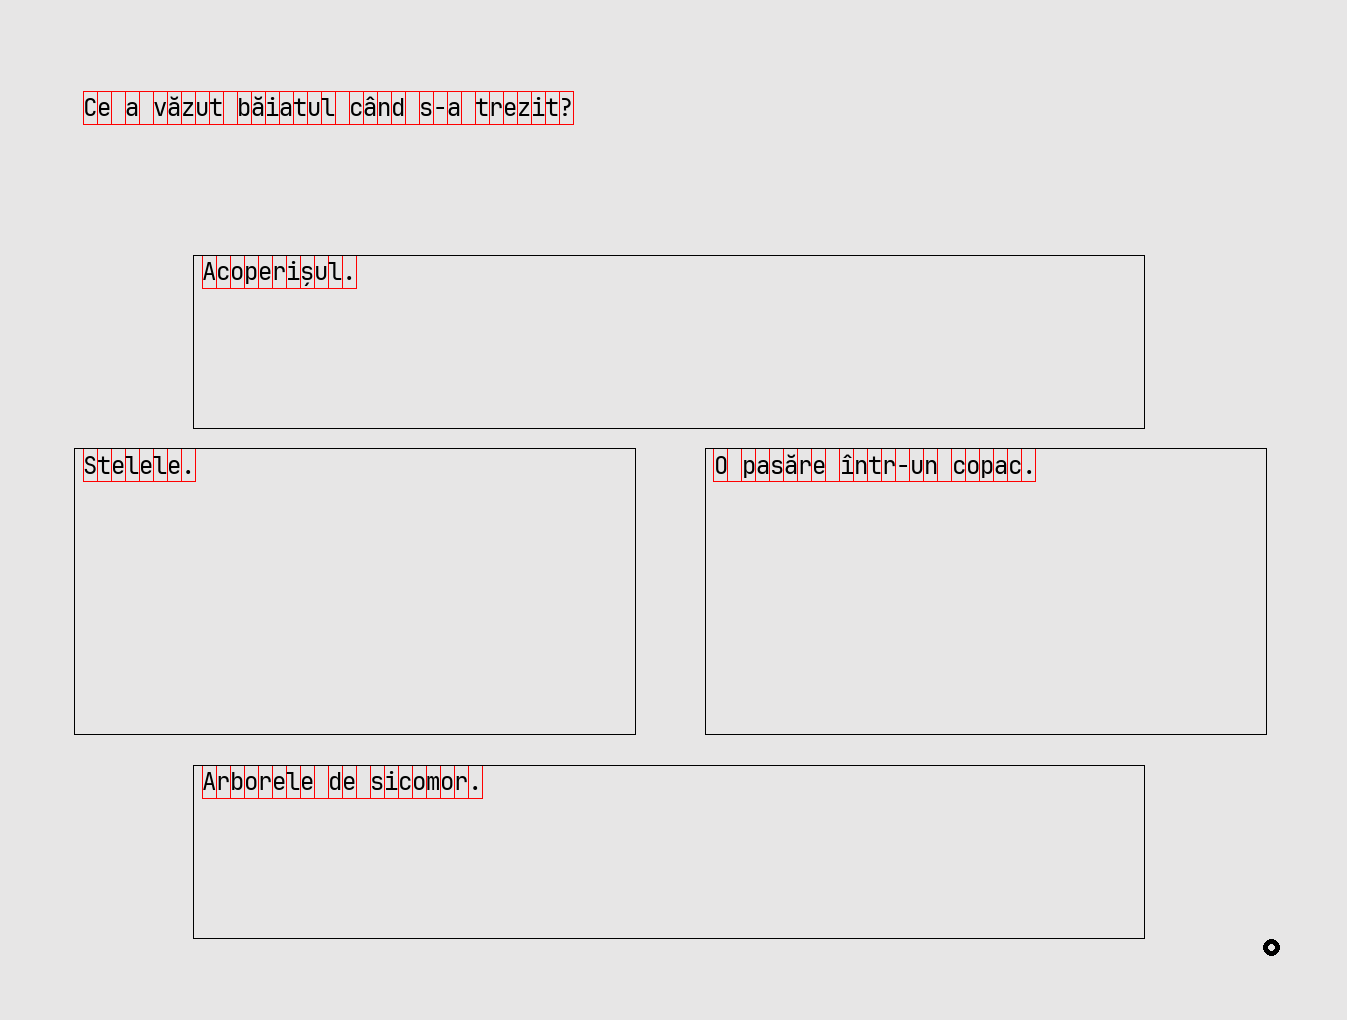 Ce a văzut băiatul când s-a trezit?
Acoperișul.
Stelele.
O pasăre într-un copac.
Arborele de sicomor.